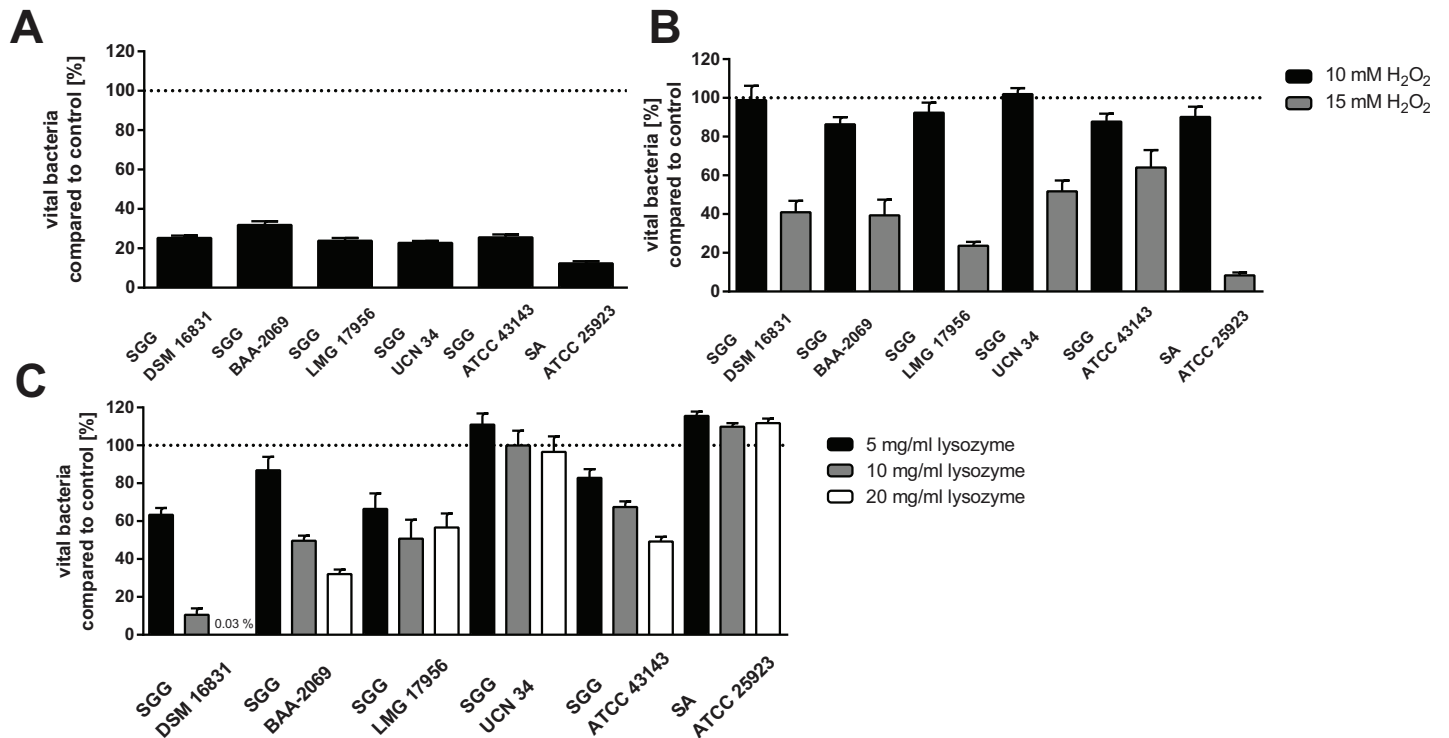 A
vital bacteria
compared to control [%]
120
100
80
60
40
20
0
SGG
DSM 16831
SGG
BAA-2069
SGG
LMG 17956
SGG
UCN 34
SGG
ATCC 43143
SA
ATCC 25923
B
vital bacteria [%]
compared to control
120
100
80
60
40
20
0
SGG
DSM 16831
SGG
BAA-2069
SGG
LMG 17956
SGG
UCN 34
SGG
ATCC 43143
SA
ATCC 25923
10 mM H₂O₂
15 mM H₂O₂
C
vital bacteria
compared to control [%]
120
100
80
60
40
20
0
0.03 %
SGG
DSM 16831
SGG
BAA-2069
SGG
LMG 17956
SGG
UCN 34
SGG
ATCC 43143
SA
ATCC 25923
5 mg/ml lysozyme
10 mg/ml lysozyme
20 mg/ml lysozyme